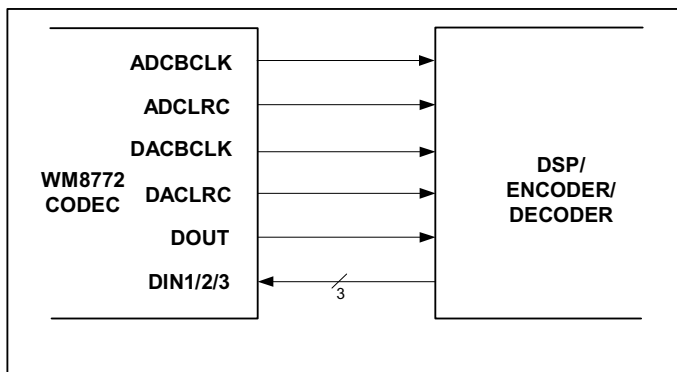 ADCBCLK
ADCLRC
DACBCLK
WM8772
CODEC
DACLRC
DOUT
DIN1/2/3
3
DSP/
ENCODER/
DECODER